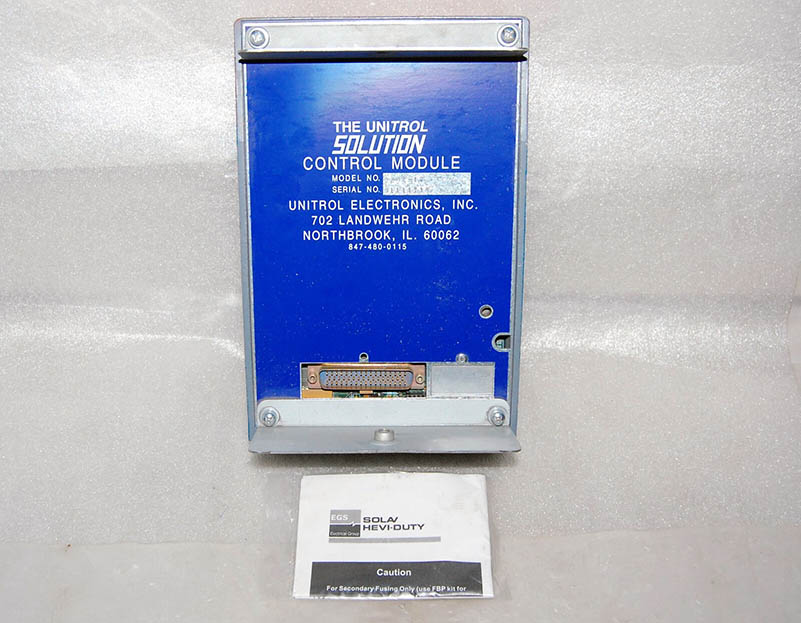 THE UNITROL
SOLUTION
CONTROL MODULE
MODEL NO.
SERIAL NO.
UNITROL ELECTRONICS, INC.
702 LANDWEHR ROAD
NORTHBROOK, IL. 60062
847-480-0115
EGS
Electrical Group
SOLA/
HEVI-DUTY
Caution
For Secondary Fusing Only (use FBP kit for